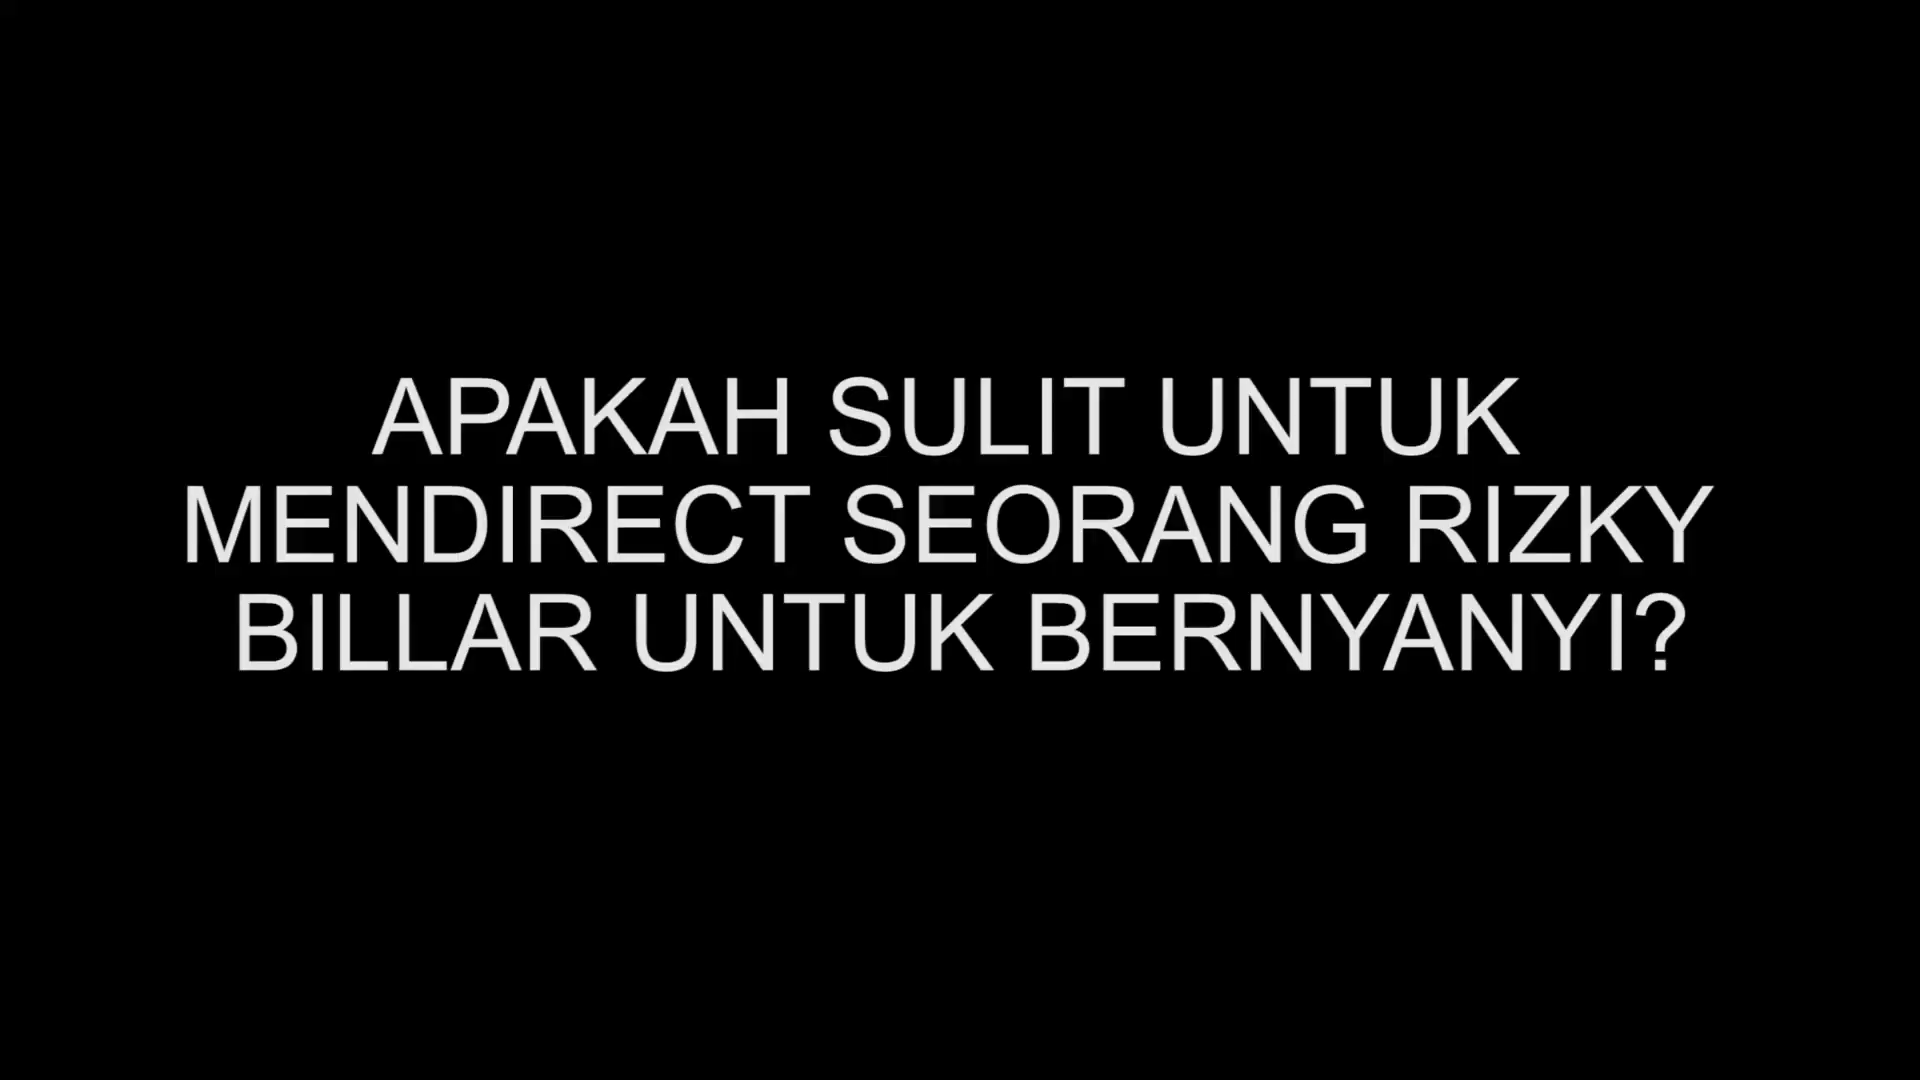 APAKAH SULIT UNTUK
MENDIRECT SEORANG RIZKY
BILLAR UNTUK BERNYANYI?